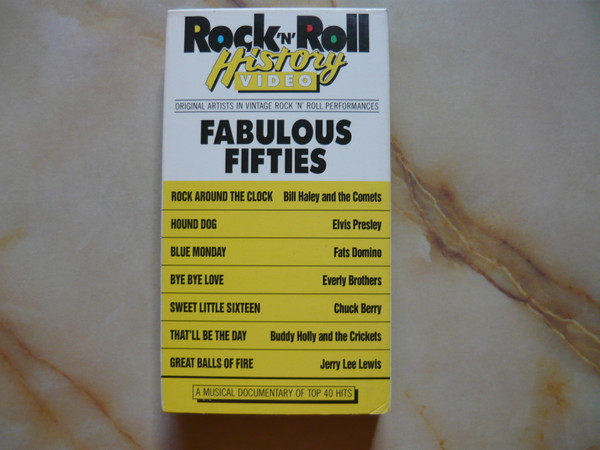 Rock 'N' Roll
History
VIDEO
ORIGINAL ARTISTS IN VINTAGE ROCK 'N' ROLL PERFORMANCES
FABULOUS
FIFTIES
ROCK AROUND THE CLOCK Bill Haley and the Comets
HOUND DOG Elvis Presley
BLUE MONDAY Fats Domino
BYE BYE LOVE Everly Brothers
SWEET LITTLE SIXTEEN Chuck Berry
THAT'LL BE THE DAY Buddy Holly and the Crickets
GREAT BALLS OF FIRE Jerry Lee Lewis
A MUSICAL DOCUMENTARY OF TOP 40 HITS